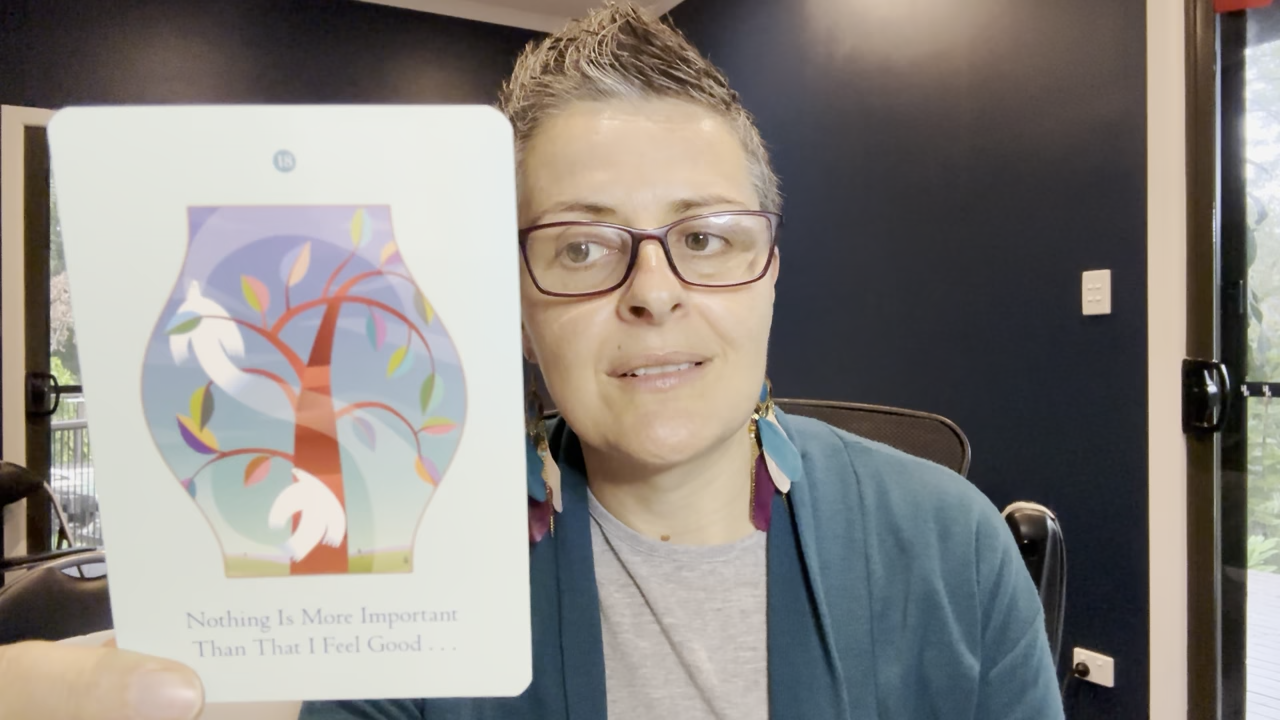 18
Nothing Is More Important
Than That I Feel Good . . .